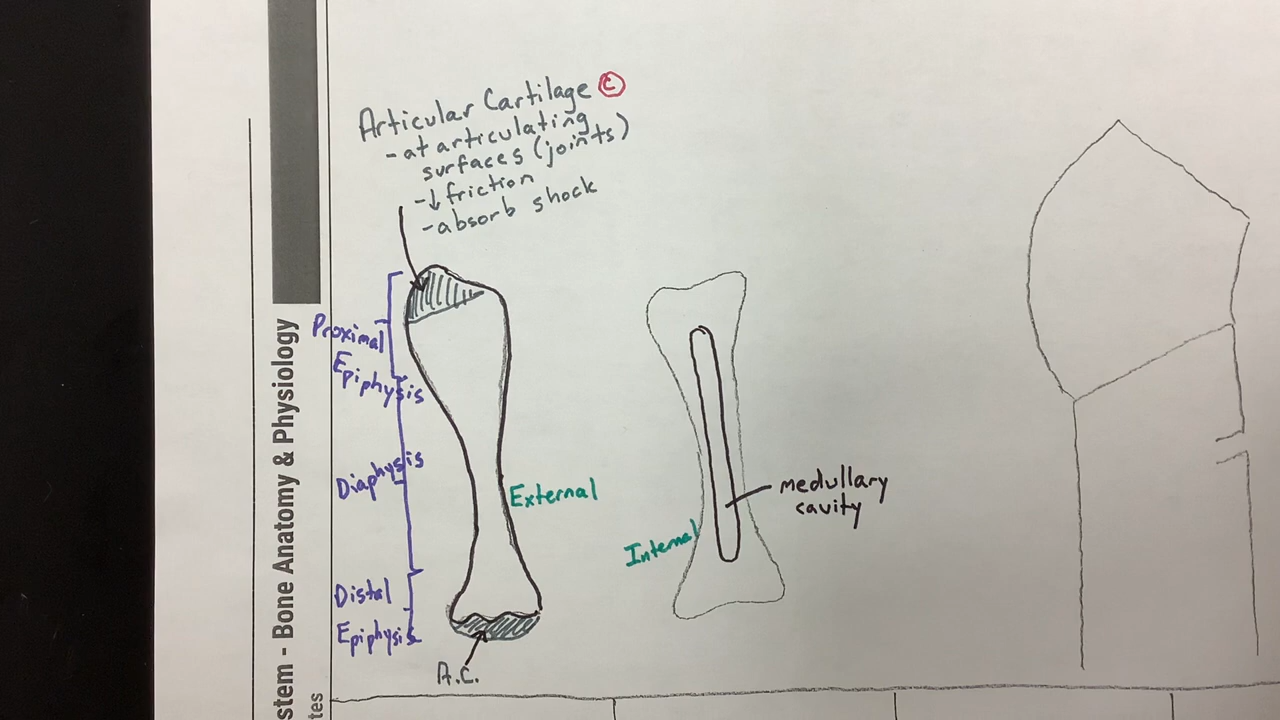 Articular Cartilage ©
- at articulating
surfaces (joints)
- ↓ friction
- absorb shock
Proximal
Epiphysis
Diaphysis
Distal
Epiphysis
External
A.C.
Internal
medullary
cavity
stem - Bone Anatomy & Physiology
tes